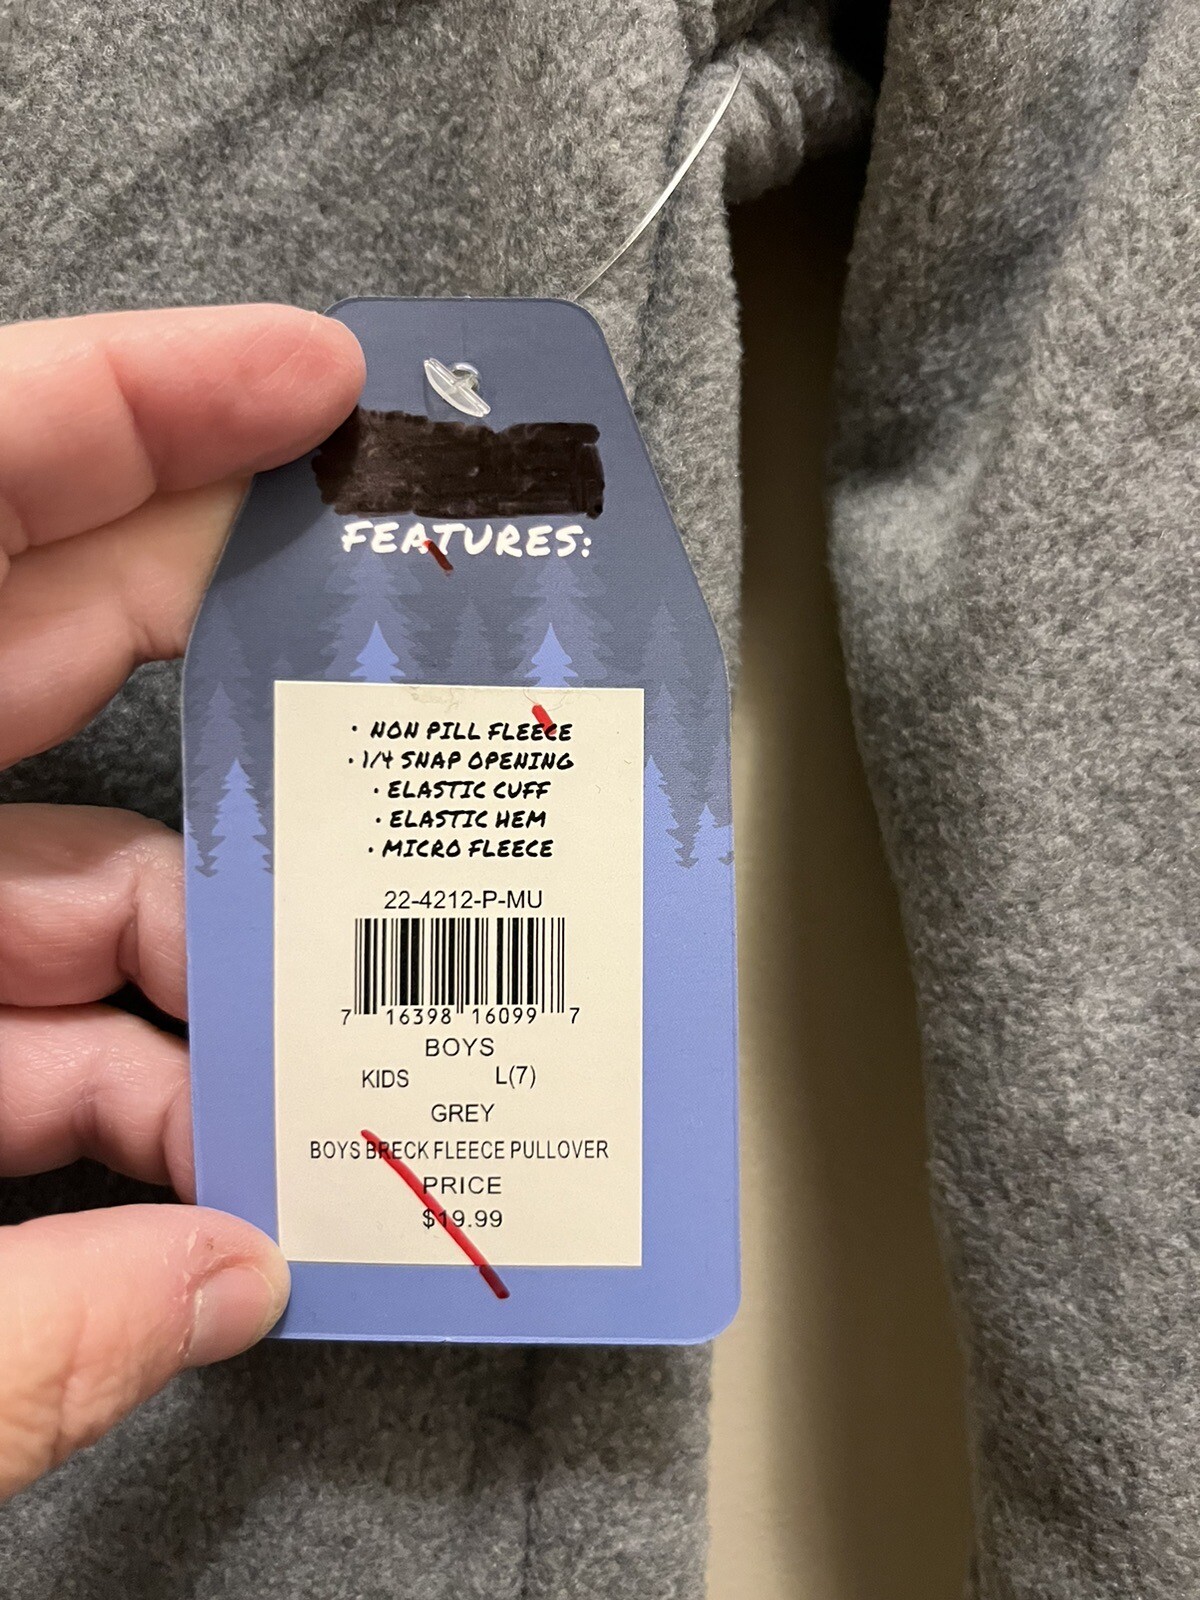 FEATURES:
• NON PILL FLEECE
• 1/4 SNAP OPENING
• ELASTIC CUFF
• ELASTIC HEM
• MICRO FLEECE
22-4212-P-MU
7 16398 16099 7
BOYS
KIDS L(7)
GREY
BOYS BRECK FLEECE PULLOVER
PRICE
$19.99